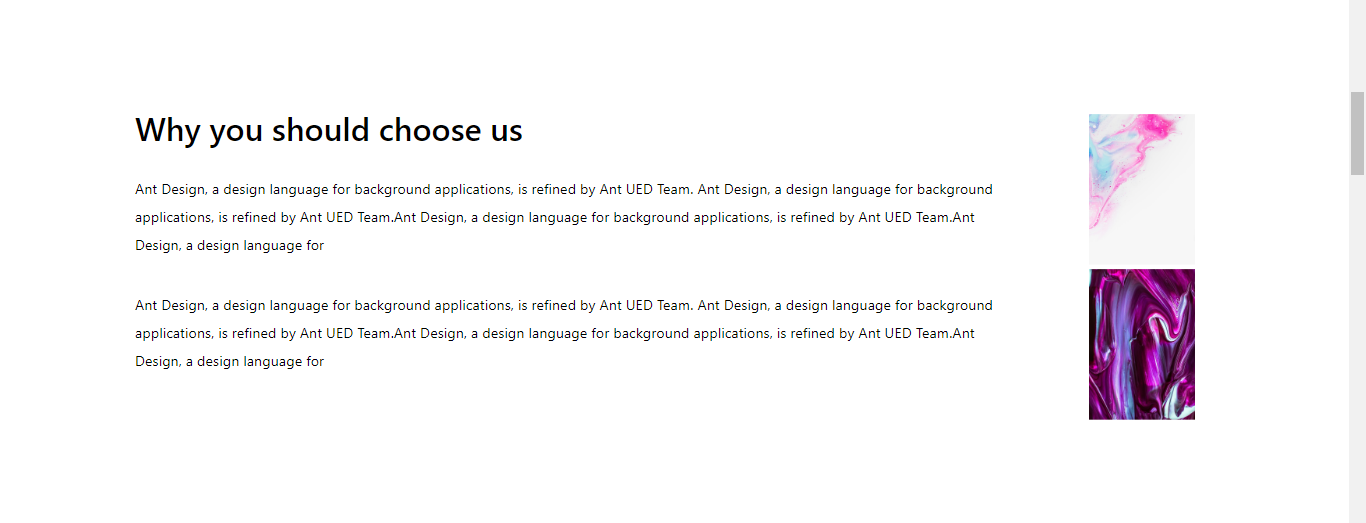 Why you should choose us
Ant Design, a design language for background applications, is refined by Ant UED Team. Ant Design, a design language for background
applications, is refined by Ant UED Team.Ant Design, a design language for background applications, is refined by Ant UED Team.Ant
Design, a design language for
Ant Design, a design language for background applications, is refined by Ant UED Team. Ant Design, a design language for background
applications, is refined by Ant UED Team.Ant Design, a design language for background applications, is refined by Ant UED Team.Ant
Design, a design language for